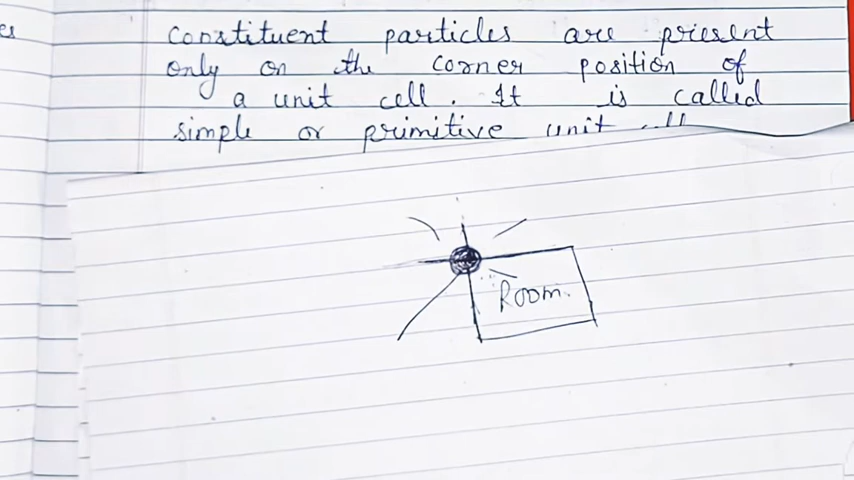 constituent particles are present
only on the corner position of
a unit cell. It is called
simple or primitive unit cell
Room.